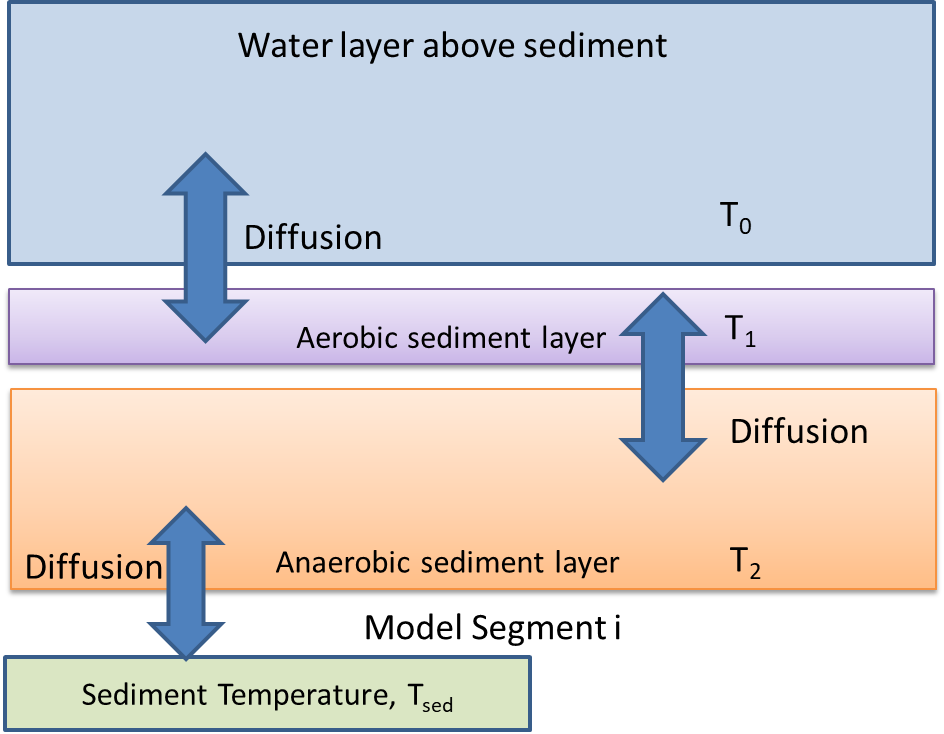 Water layer above sediment
T₀
Diffusion
Aerobic sediment layer
T₁
Diffusion
Diffusion
Anaerobic sediment layer
T₂
Model Segment i
Sediment Temperature, Tsed